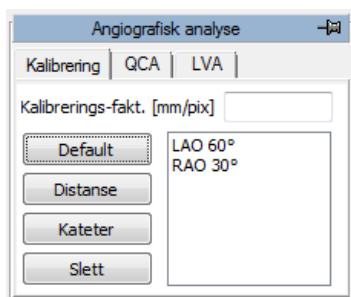 Angiografisk analyse
Kalibrering QCA LVA
Kalibrerings-fakt. [mm/pix]
Default
LAO 60°
RAO 30°
Distanse
Kateter
Slett